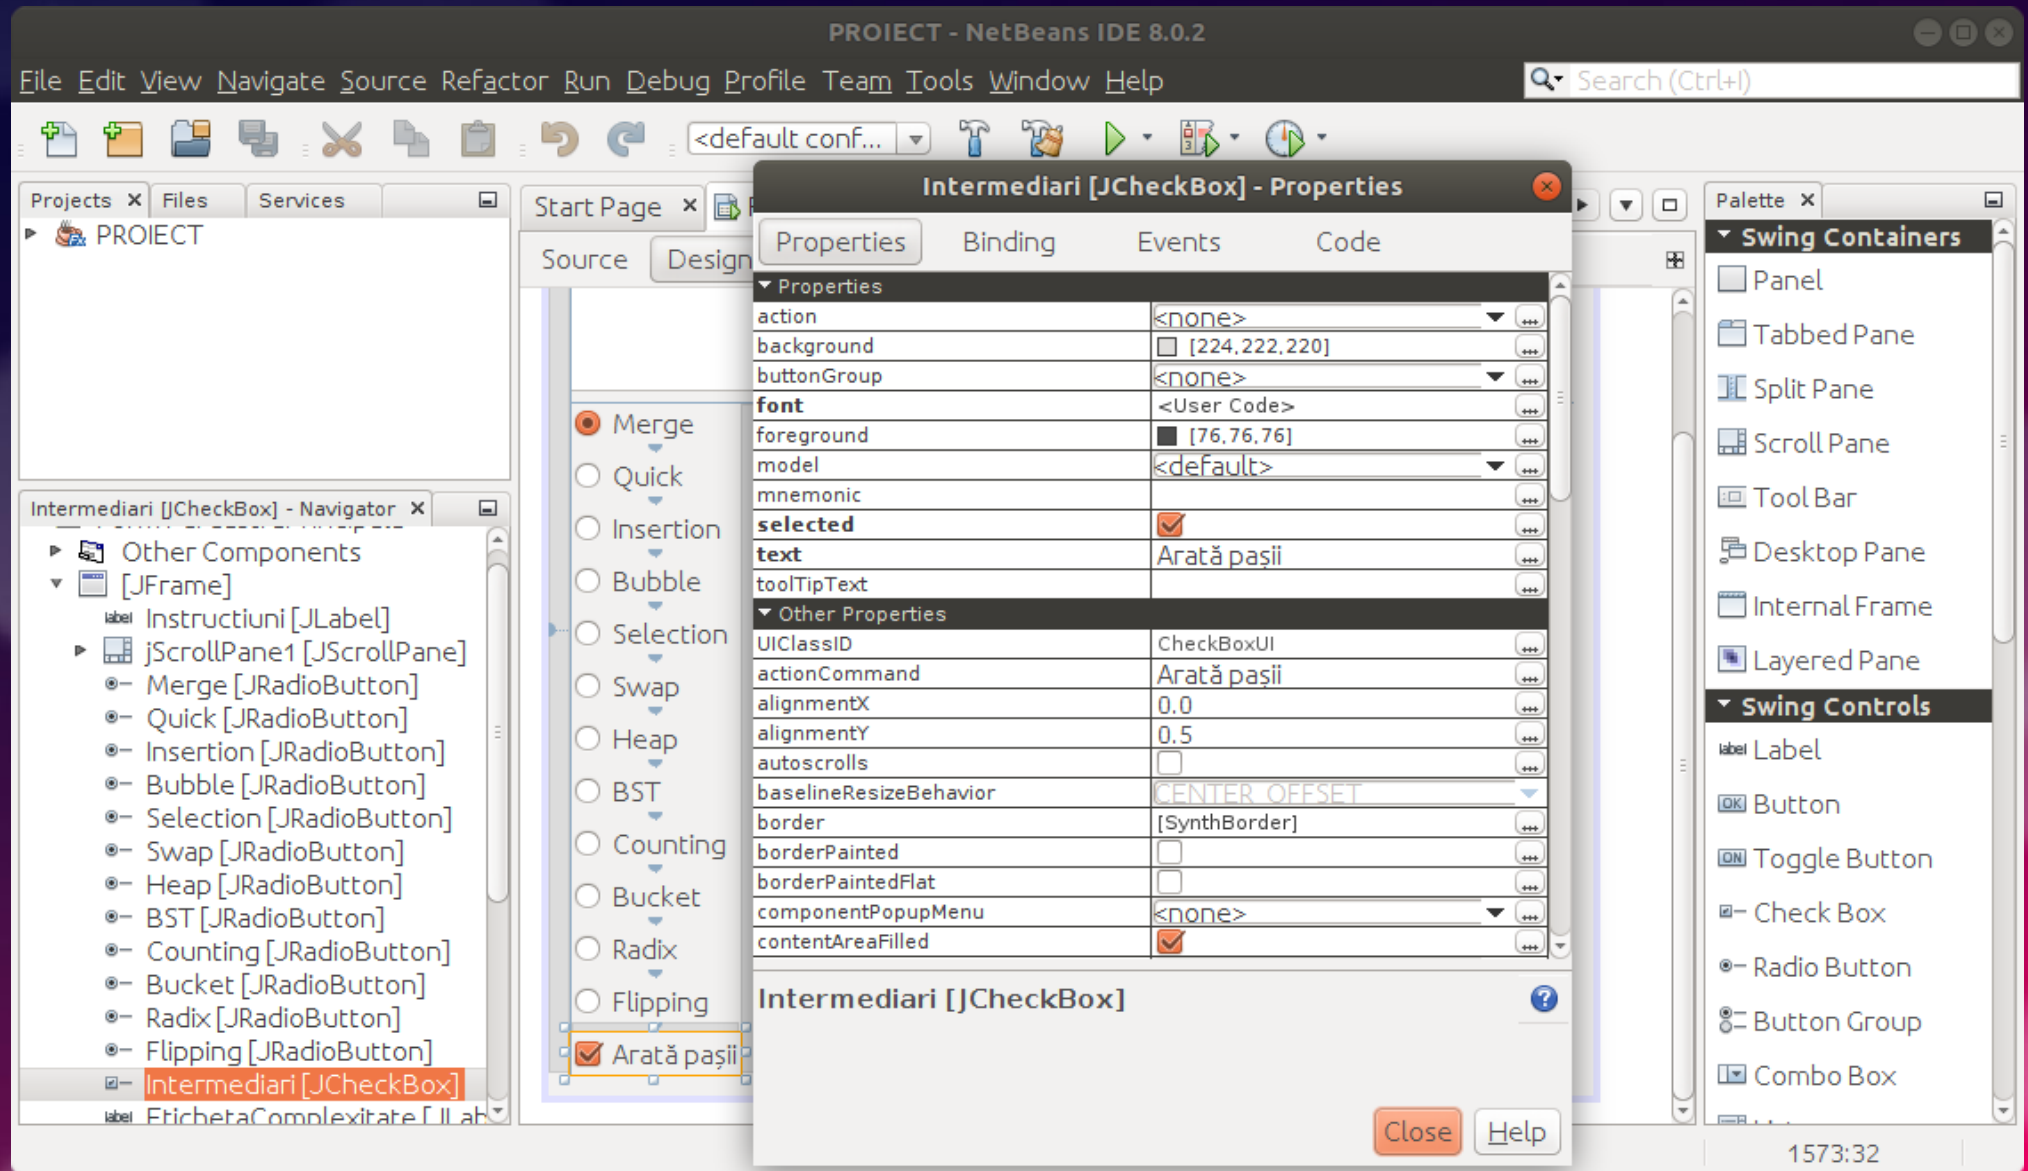 PROIECT - NetBeans IDE 8.0.2
File Edit View Navigate Source Refactor Run Debug Profile Team Tools Window Help
Search (Ctrl+I)
<default conf...
Projects
Files
Services
PROIECT
Intermediari [JCheckBox] - Navigator
Other Components
[JFrame]
label Instructiuni [JLabel]
jScrollPane1 [JScrollPane]
Merge [JRadioButton]
Quick [JRadioButton]
Insertion [JRadioButton]
Bubble [JRadioButton]
Selection [JRadioButton]
Swap [JRadioButton]
Heap [JRadioButton]
BST [JRadioButton]
Counting [JRadioButton]
Bucket [JRadioButton]
Radix [JRadioButton]
Flipping [JRadioButton]
Intermediari [JCheckBox]
label EtichetaComplexitate [JLab
Start Page
Source
Design
Merge
Quick
Insertion
Bubble
Selection
Swap
Heap
BST
Counting
Bucket
Radix
Flipping
Arată pașii
Intermediari [JCheckBox] - Properties
Properties Binding Events Code
Properties
action <none>
background [224,222,220]
buttonGroup <none>
font <User Code>
foreground [76,76,76]
model <default>
mnemonic
selected
text Arată pașii
toolTipText
Other Properties
UIClassID CheckBoxUI
actionCommand Arată pașii
alignmentX 0.0
alignmentY 0.5
autoscrolls
baselineResizeBehavior CENTER_OFFSET
border [SynthBorder]
borderPainted
borderPaintedFlat
componentPopupMenu <none>
contentAreaFilled
Intermediari [JCheckBox]
Close
Help
Palette
Swing Containers
Panel
Tabbed Pane
Split Pane
Scroll Pane
Tool Bar
Desktop Pane
Internal Frame
Layered Pane
Swing Controls
label Label
OK Button
ON Toggle Button
Check Box
Radio Button
Button Group
Combo Box
1573:32